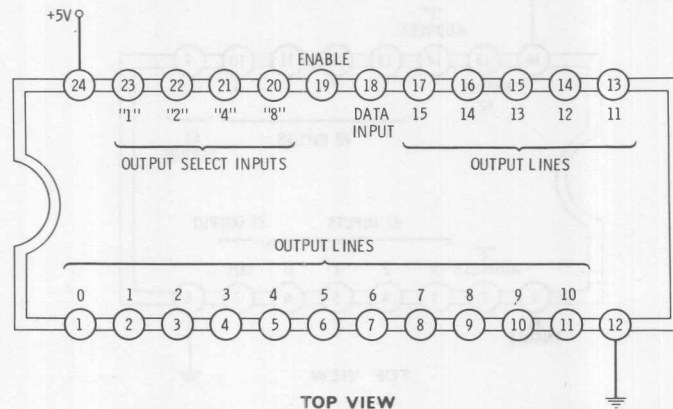 +5V
ENABLE
24 23 22 21 20 19 18 17 16 15 14 13
"1" "2" "4" "8" DATA INPUT 15 14 13 12 11
OUTPUT SELECT INPUTS OUTPUT LINES
OUTPUT LINES
0 1 2 3 4 5 6 7 8 9 10
1 2 3 4 5 6 7 8 9 10 11 12
TOP VIEW